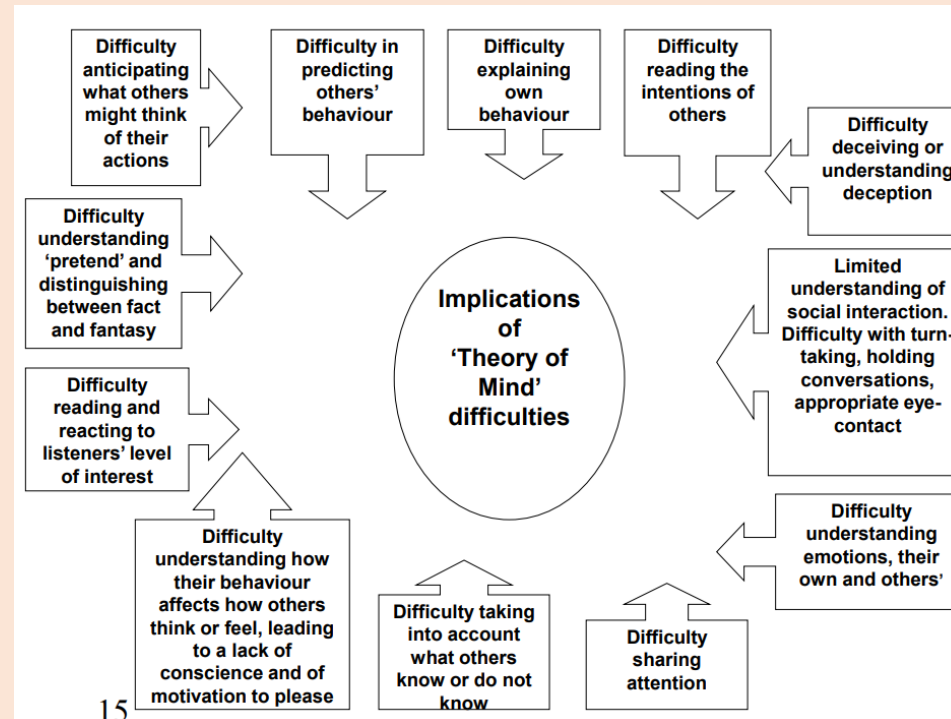 Difficulty
anticipating
what others
might think
of their
actions
Difficulty in
predicting
others’
behaviour
Difficulty
explaining
own
behaviour
Difficulty
reading the
intentions of
others
Difficulty
deceiving or
understanding
deception
Difficulty
understanding
‘pretend’ and
distinguishing
between fact
and fantasy
Implications
of
‘Theory of
Mind’
difficulties
Limited
understanding of
social interaction.
Difficulty with turn-
taking, holding
conversations,
appropriate eye-
contact
Difficulty
reading and
reacting to
listeners’ level
of interest
Difficulty
understanding
emotions, their
own and others’
Difficulty
understanding how
their behaviour
affects how others
think or feel, leading
to a lack of
conscience and of
motivation to please
Difficulty taking
into account
what others
know or do not
know
Difficulty
sharing
attention
15